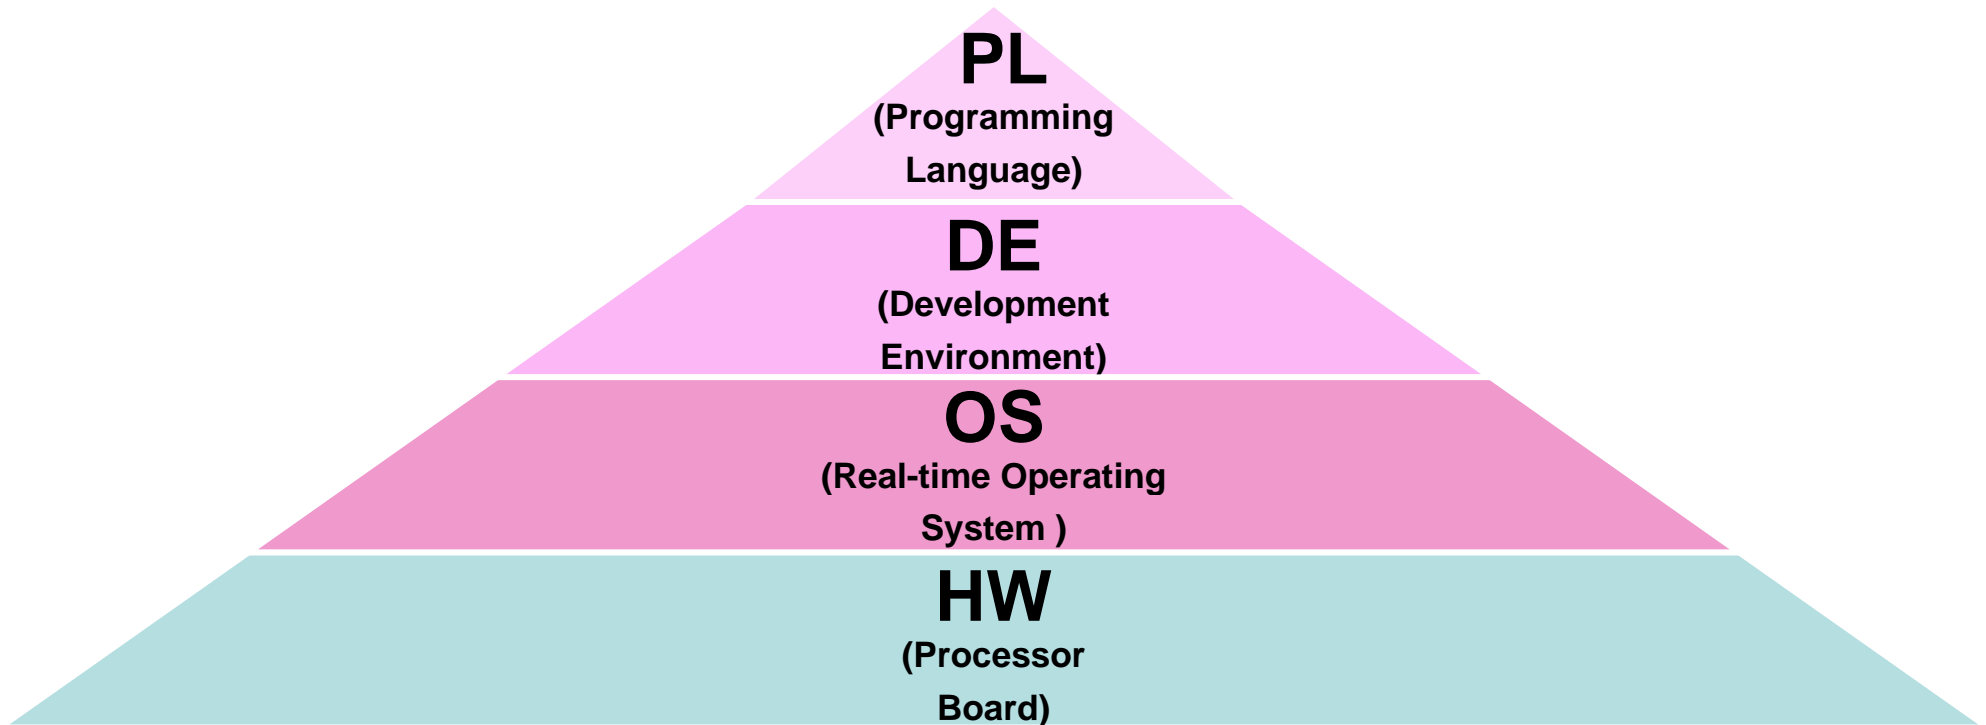 PL
(Programming
Language)
DE
(Development
Environment)
OS
(Real-time Operating
System )
HW
(Processor
Board)